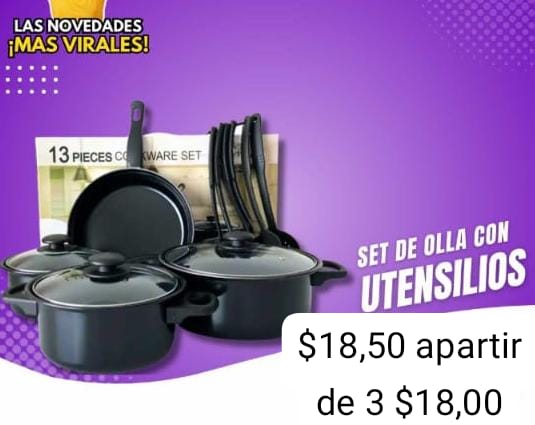 LAS NOVEDADES
¡MAS VIRALES!
13 PIECES COOKWARE SET
SET DE OLLA CON
UTENSILIOS
$18,50 apartir
de 3 $18,00